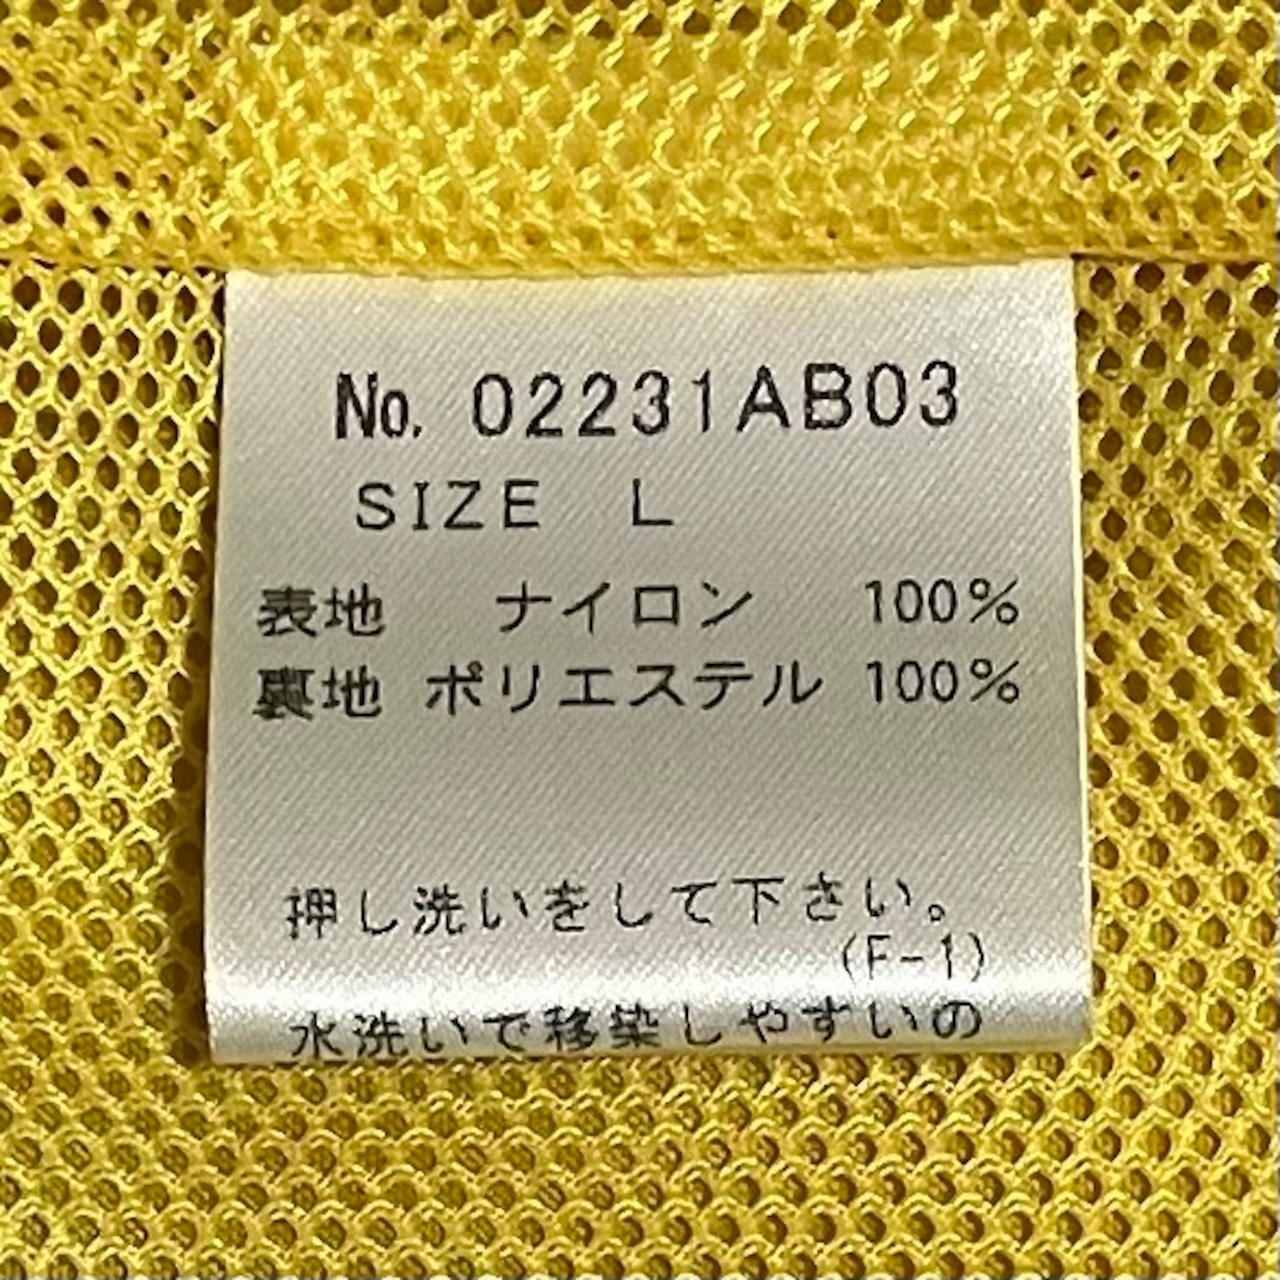 No. 02231AB03
SIZE L
表地 ナイロン 100%
裏地 ポリエステル 100%
押し洗いをして下さい。
(F-1)
水洗いで移染しやすいの